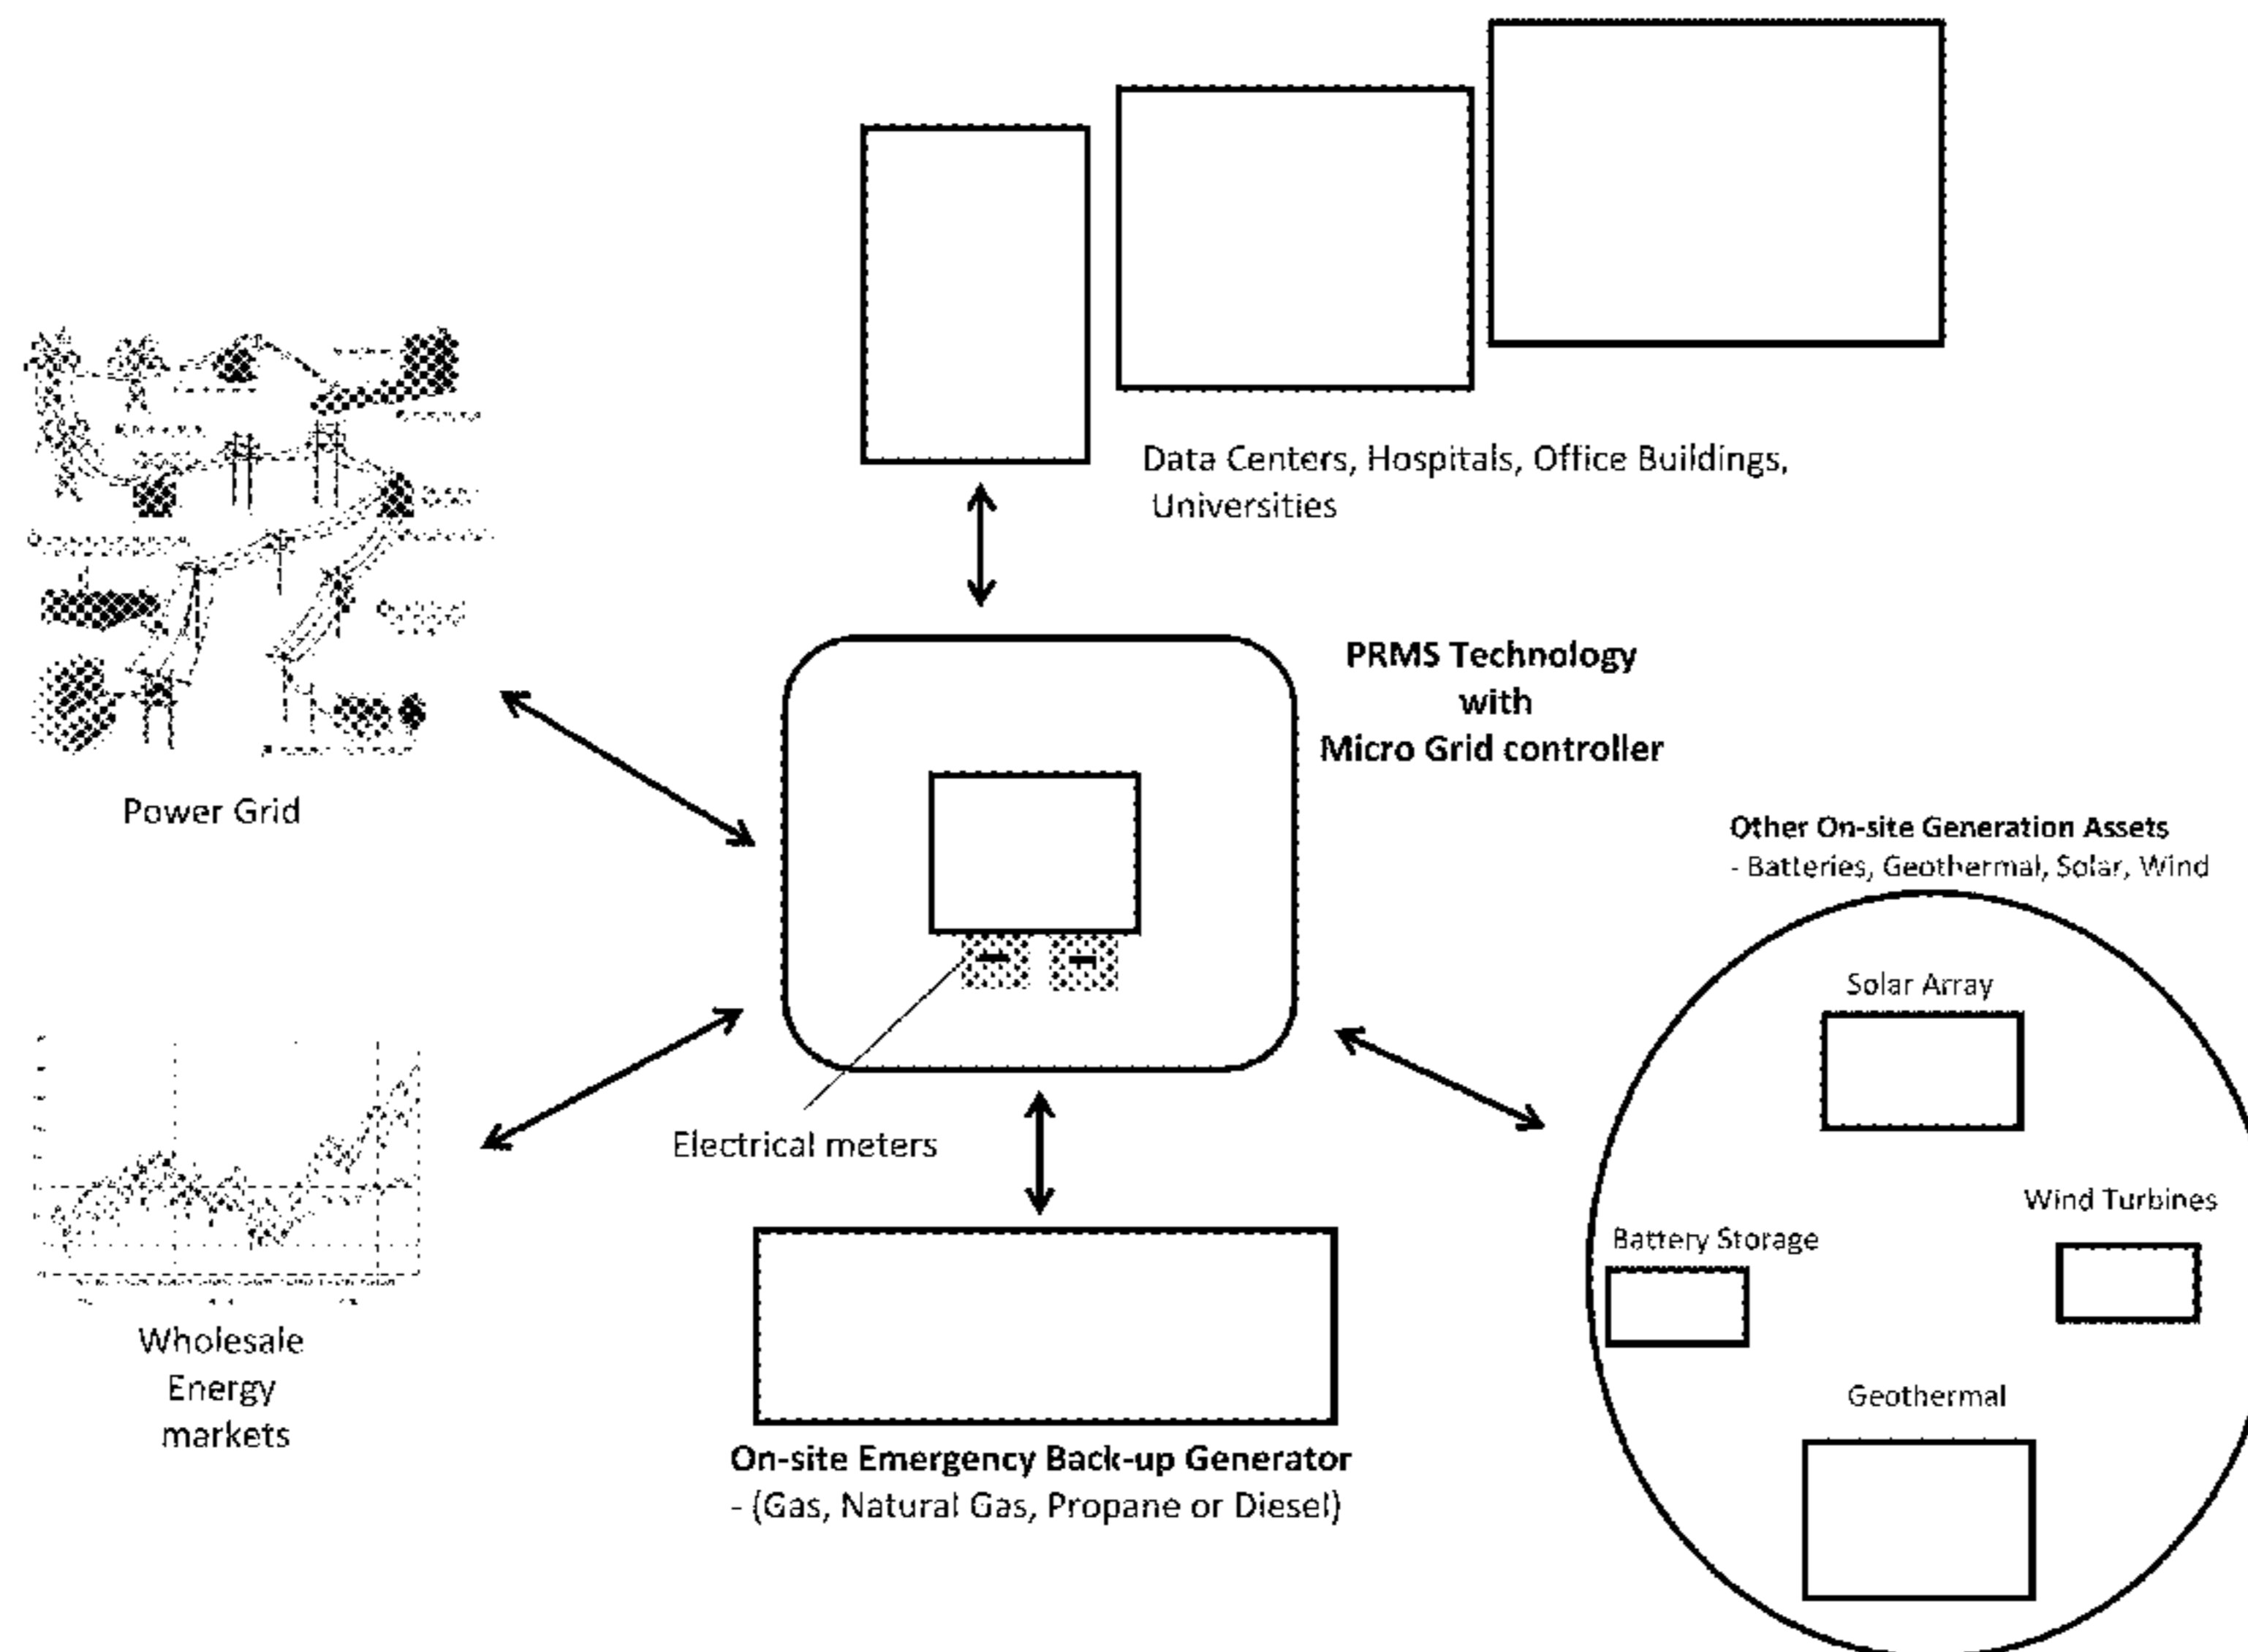 Data Centers, Hospitals, Office Buildings,
Universities
PRMS Technology
with
Micro Grid controller
Power Grid
Other On-site Generation Assets
- Batteries, Geothermal, Solar, Wind
Solar Array
Electrical meters
Wind Turbines
Battery Storage
Wholesale
Energy
markets
Geothermal
On-site Emergency Back-up Generator
- (Gas, Natural Gas, Propane or Diesel)